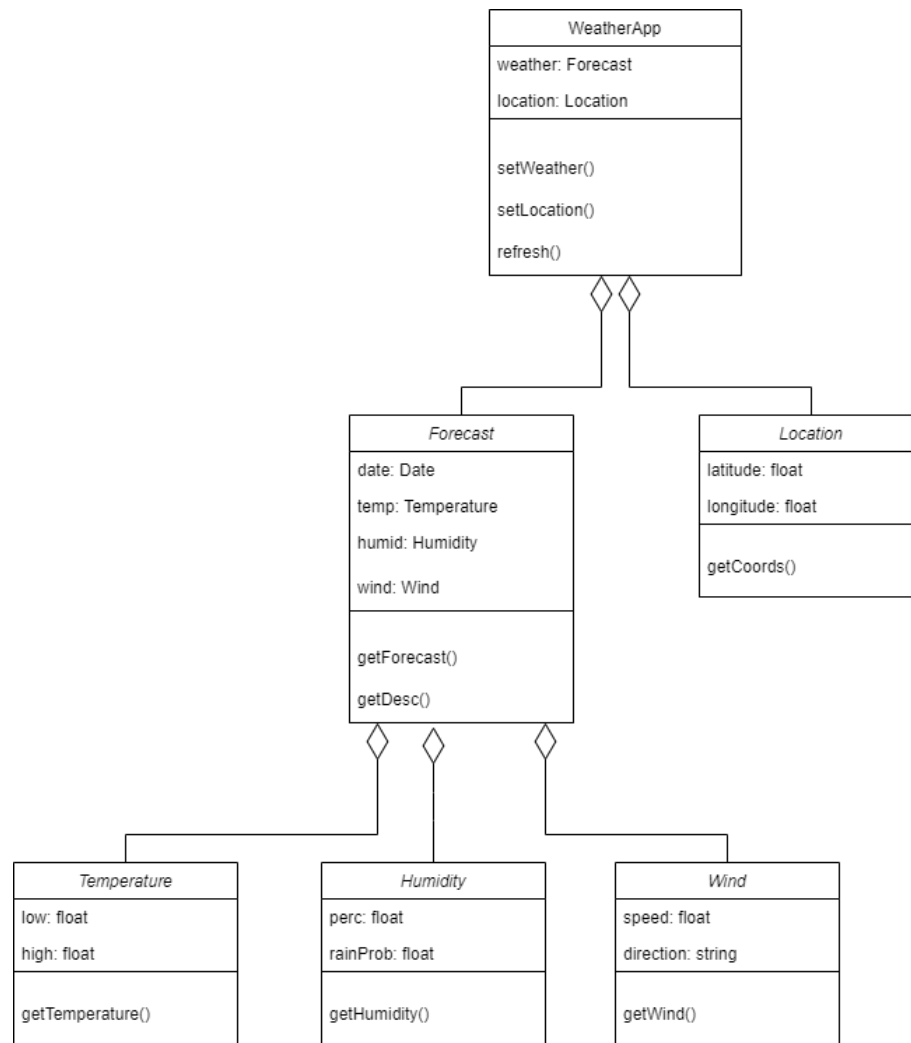 WeatherApp
weather: Forecast
location: Location
setWeather()
setLocation()
refresh()
Forecast
date: Date
temp: Temperature
humid: Humidity
wind: Wind
getForecast()
getDesc()
Location
latitude: float
longitude: float
getCoords()
Temperature
low: float
high: float
getTemperature()
Humidity
perc: float
rainProb: float
getHumidity()
Wind
speed: float
direction: string
getWind()